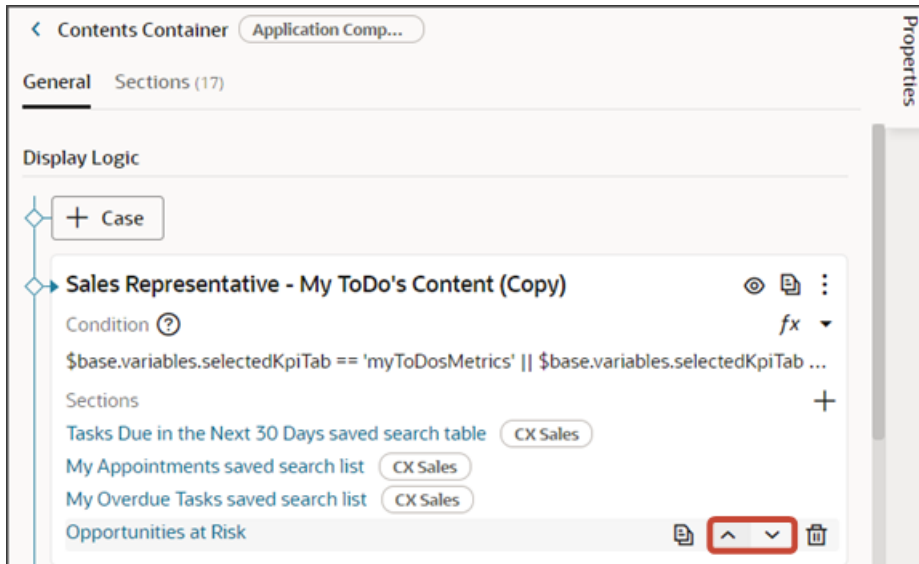 Contents Container Application Comp...
Properties
General Sections (17)
Display Logic
+ Case
Sales Representative - My ToDo's Content (Copy)
Condition ? fx
$base.variables.selectedKpiTab == 'myToDosMetrics' || $base.variables.selectedKpiTab ...
Sections
Tasks Due in the Next 30 Days saved search table CX Sales
My Appointments saved search list CX Sales
My Overdue Tasks saved search list CX Sales
Opportunities at Risk